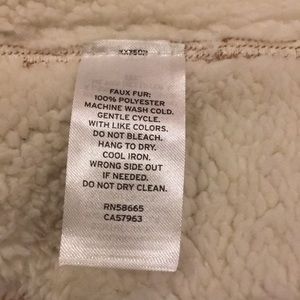 FAUX FUR:
100% POLYESTER
MACHINE WASH COLD.
GENTLE CYCLE.
WITH LIKE COLORS.
DO NOT BLEACH.
HANG TO DRY.
COOL IRON.
WRONG SIDE OUT
IF NEEDED.
DO NOT DRY CLEAN.
RN58665
CA57963